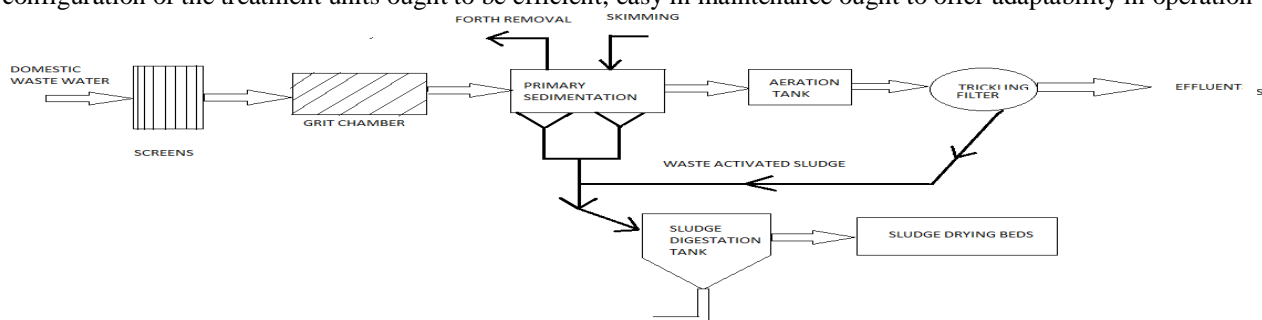 configuration of the treatment units ought to be efficient, easy in maintenance ought to offer adaptability in operation
FORTH REMOVAL
SKIMMING
DOMESTIC
WASTE WATER
SCREENS
GRIT CHAMBER
PRIMARY
SEDIMENTATION
AERATION
TANK
TRICKLING
FILTER
EFFLUENT
S
WASTE ACTIVATED SLUDGE
SLUDGE
DIGESTATION
TANK
SLUDGE DRYING BEDS